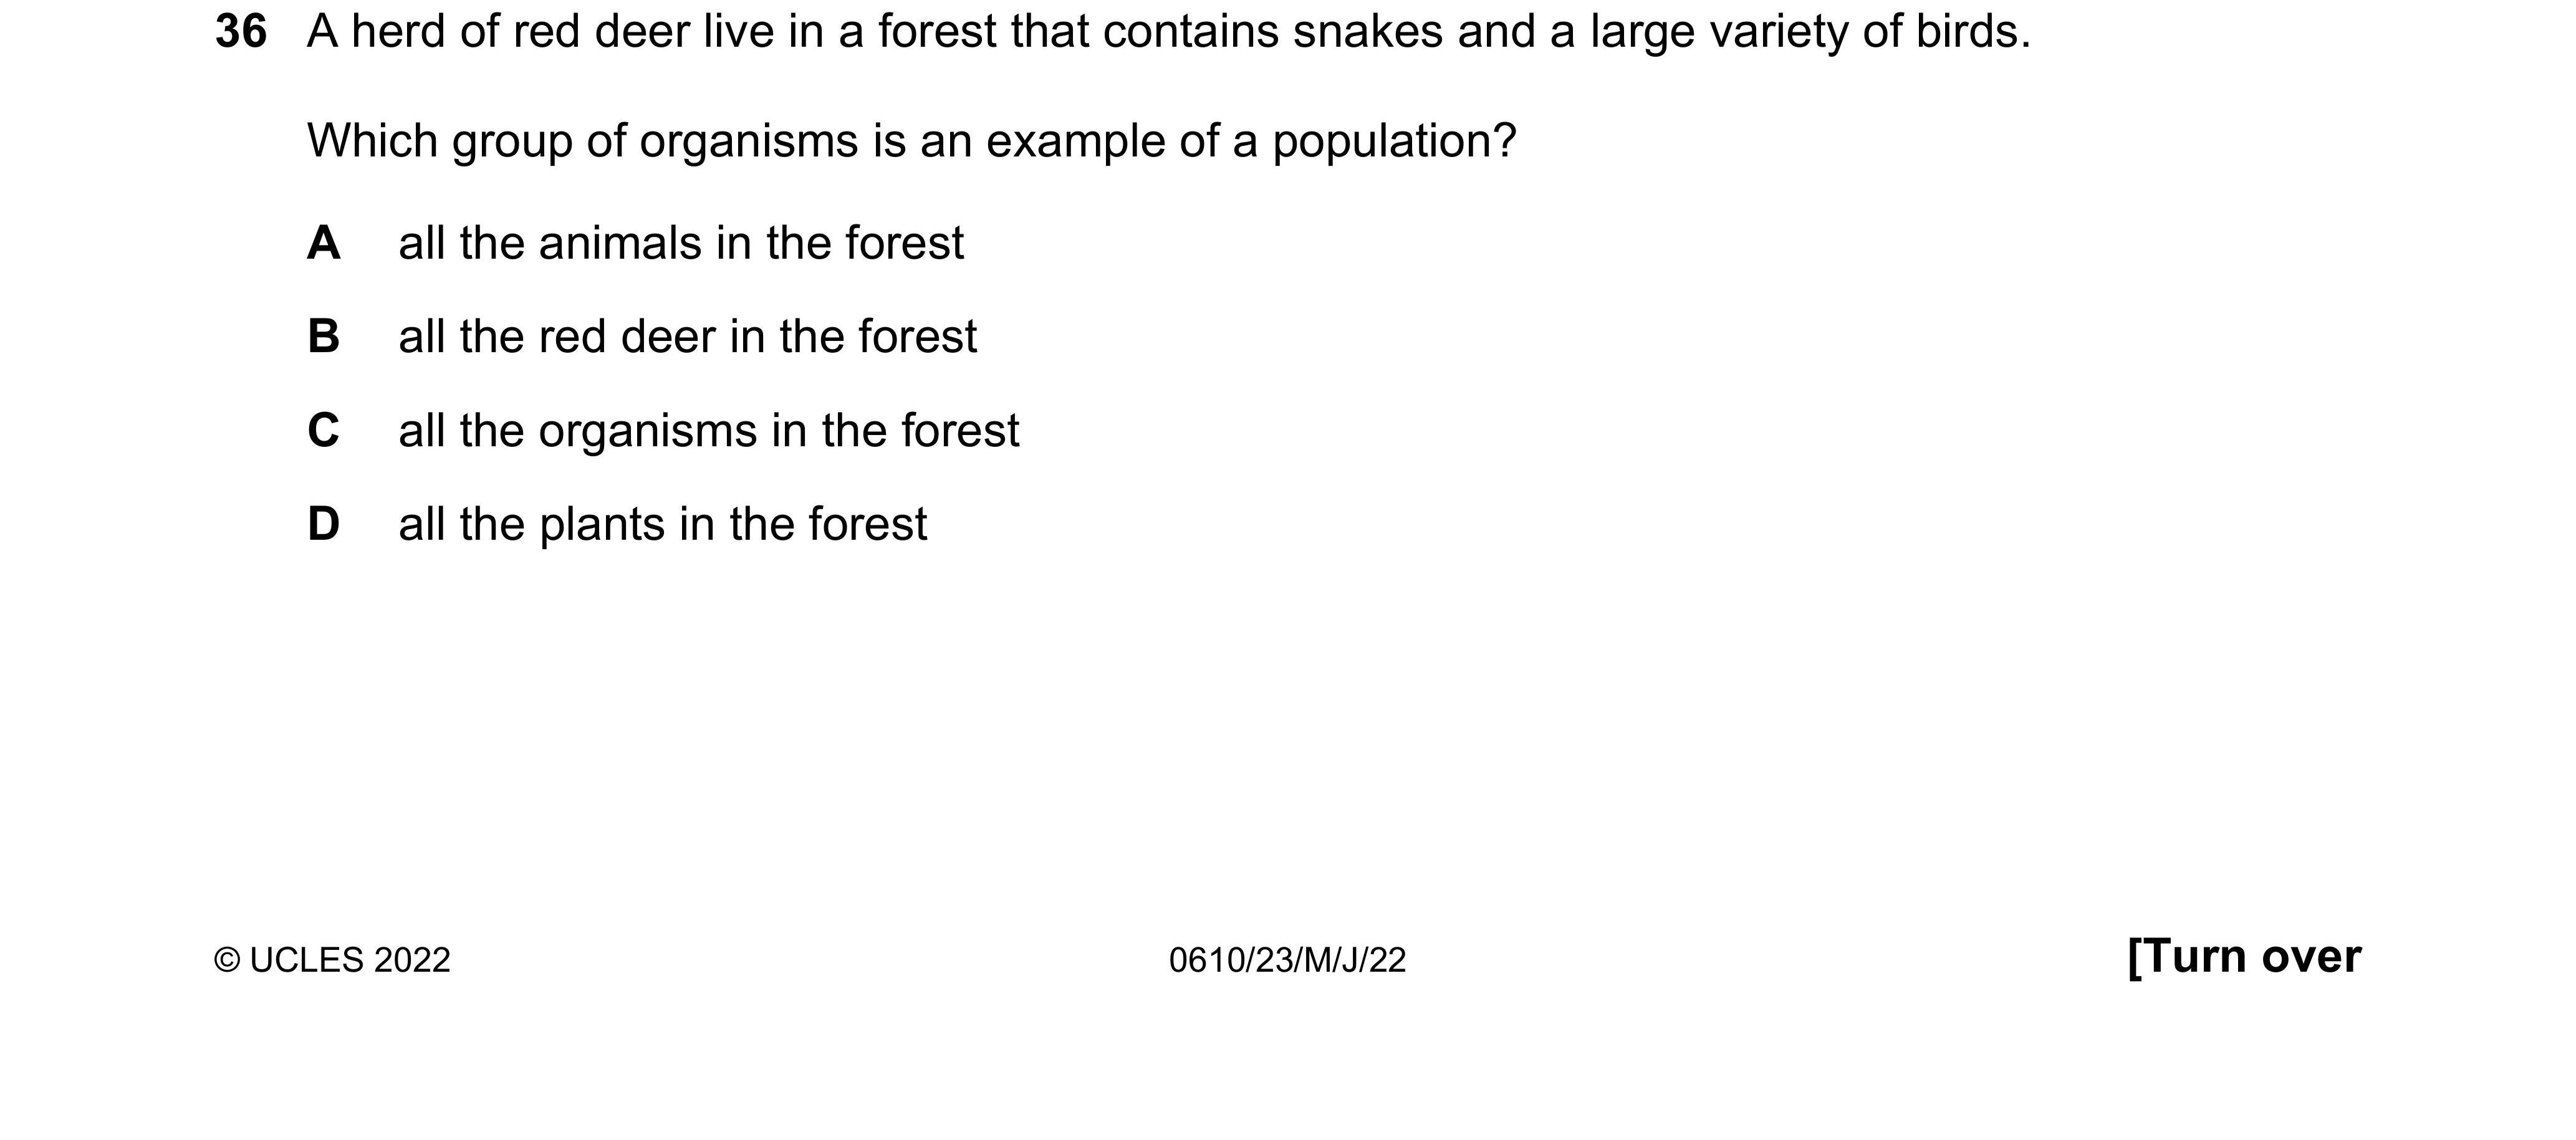 36 A herd of red deer live in a forest that contains snakes and a large variety of birds.
Which group of organisms is an example of a population?
A all the animals in the forest
B all the red deer in the forest
C all the organisms in the forest
D all the plants in the forest
© UCLES 2022 0610/23/M/J/22 [Turn over